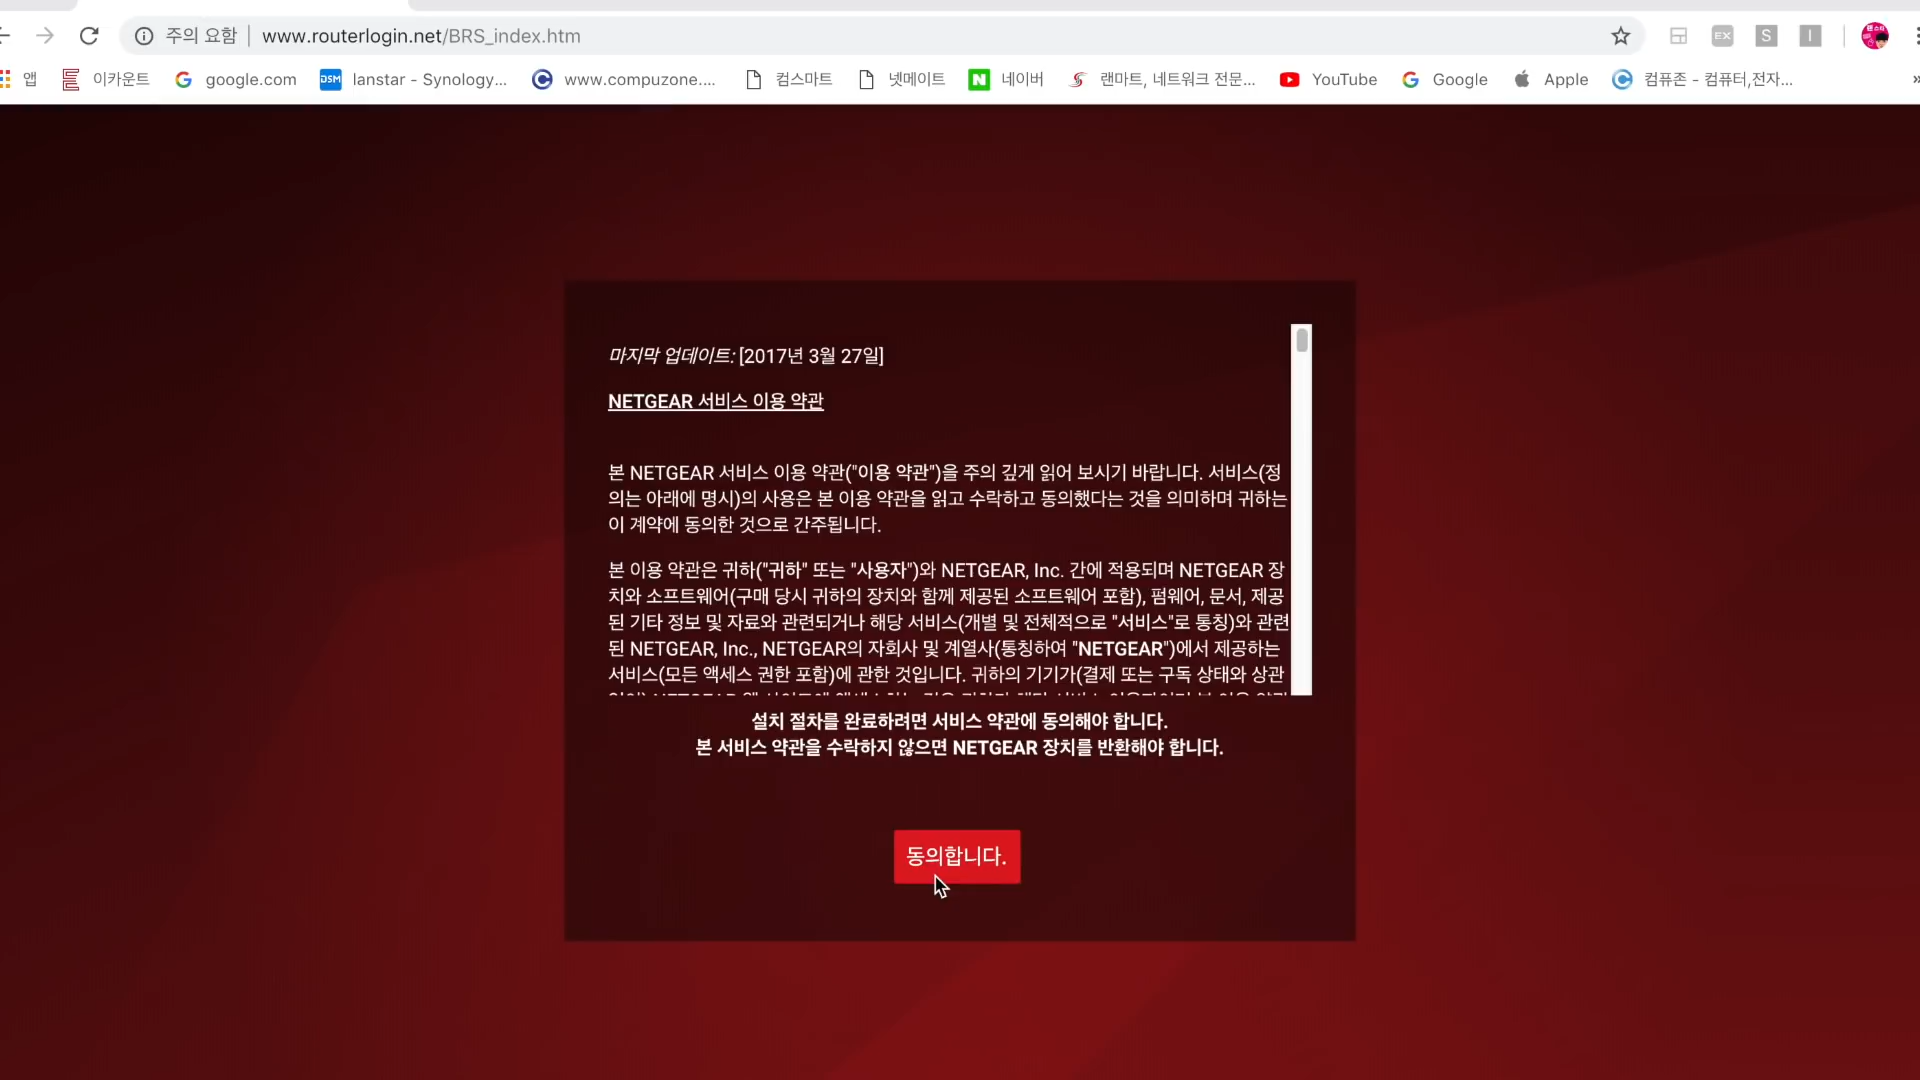 주의 요함 www.routerlogin.net/BRS_index.htm
EX S I
앱 이카운트 google.com DSM lanstar - Synology... www.compuzone.... 컴스마트 넷메이트 N 네이버 랜마트, 네트워크 전문... YouTube Google Apple 컴퓨존 - 컴퓨터,전자... »
마지막 업데이트: [2017년 3월 27일]
NETGEAR 서비스 이용 약관
본 NETGEAR 서비스 이용 약관("이용 약관")을 주의 깊게 읽어 보시기 바랍니다. 서비스(정
의는 아래에 명시)의 사용은 본 이용 약관을 읽고 수락하고 동의했다는 것을 의미하며 귀하는
이 계약에 동의한 것으로 간주됩니다.
본 이용 약관은 귀하("귀하" 또는 "사용자")와 NETGEAR, Inc. 간에 적용되며 NETGEAR 장
치와 소프트웨어(구매 당시 귀하의 장치와 함께 제공된 소프트웨어 포함), 펌웨어, 문서, 제공
된 기타 정보 및 자료와 관련되거나 해당 서비스(개별 및 전체적으로 "서비스"로 통칭)와 관련
된 NETGEAR, Inc., NETGEAR의 자회사 및 계열사(통칭하여 "NETGEAR")에서 제공하는
서비스(모든 액세스 권한 포함)에 관한 것입니다. 귀하의 기기가(결제 또는 구독 상태와 상관
설치 절차를 완료하려면 서비스 약관에 동의해야 합니다.
본 서비스 약관을 수락하지 않으면 NETGEAR 장치를 반환해야 합니다.
동의합니다.